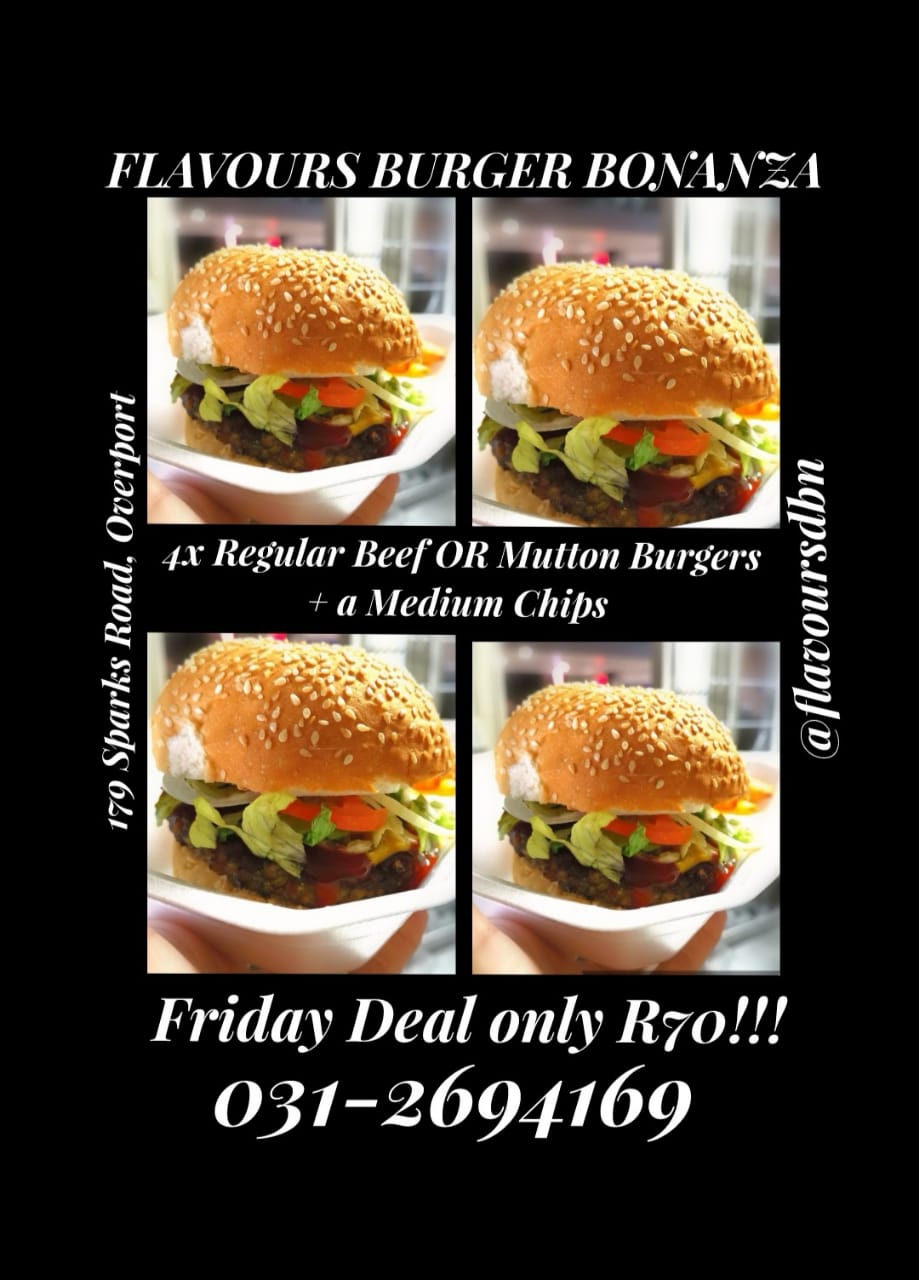 FLAVOURS BURGER BONANZA
179 Sparks Road, Overport
@flavoursdbn
4x Regular Beef OR Mutton Burgers
+ a Medium Chips
Friday Deal only R70!!!
031-2694169